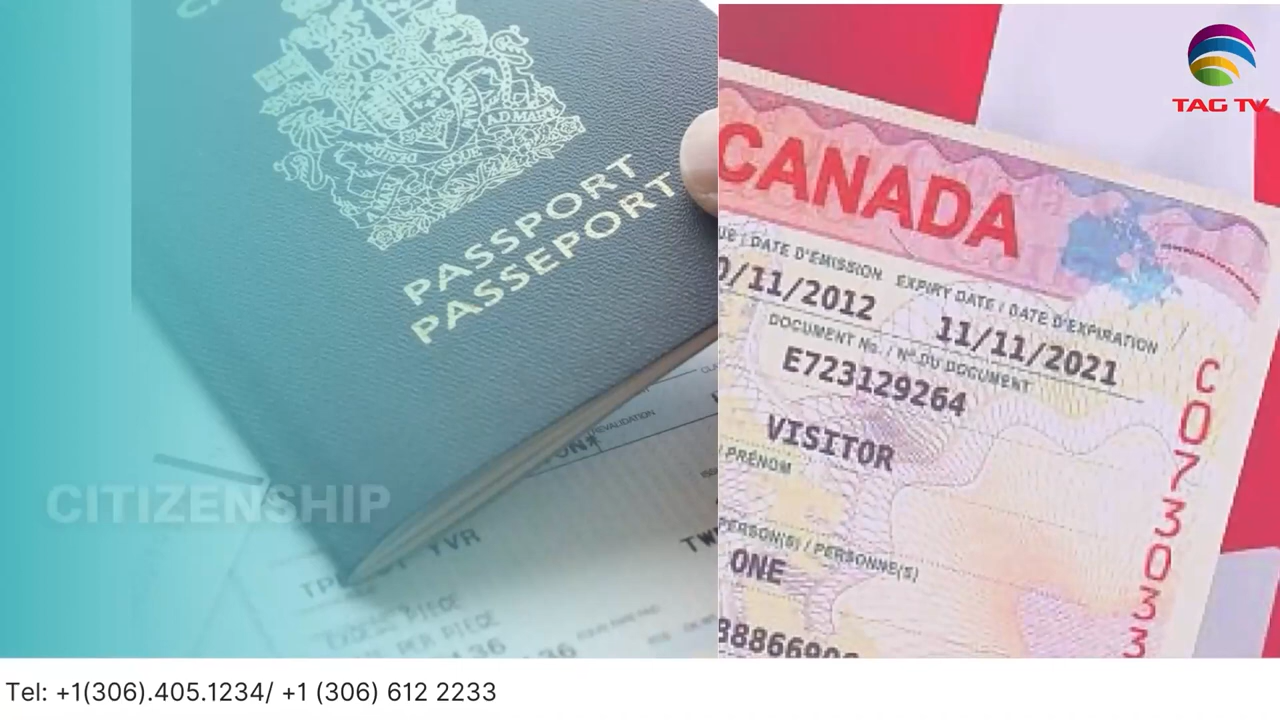 PASSPORT
PASSEPORT
CITIZENSHIP
YVR
TAG TV
CANADA
DATE D'EMISSION EXPIRY DATE / DATE D'EXPIRATION
/11/2012 11/11/2021
DOCUMENT No. / Nº DU DOCUMENT
E723129264
VISITOR
/ PRÉNOM
PERSON(S) / PERSONNE(S)
ONE
C073033
Tel: +1(306).405.1234/ +1 (306) 612 2233